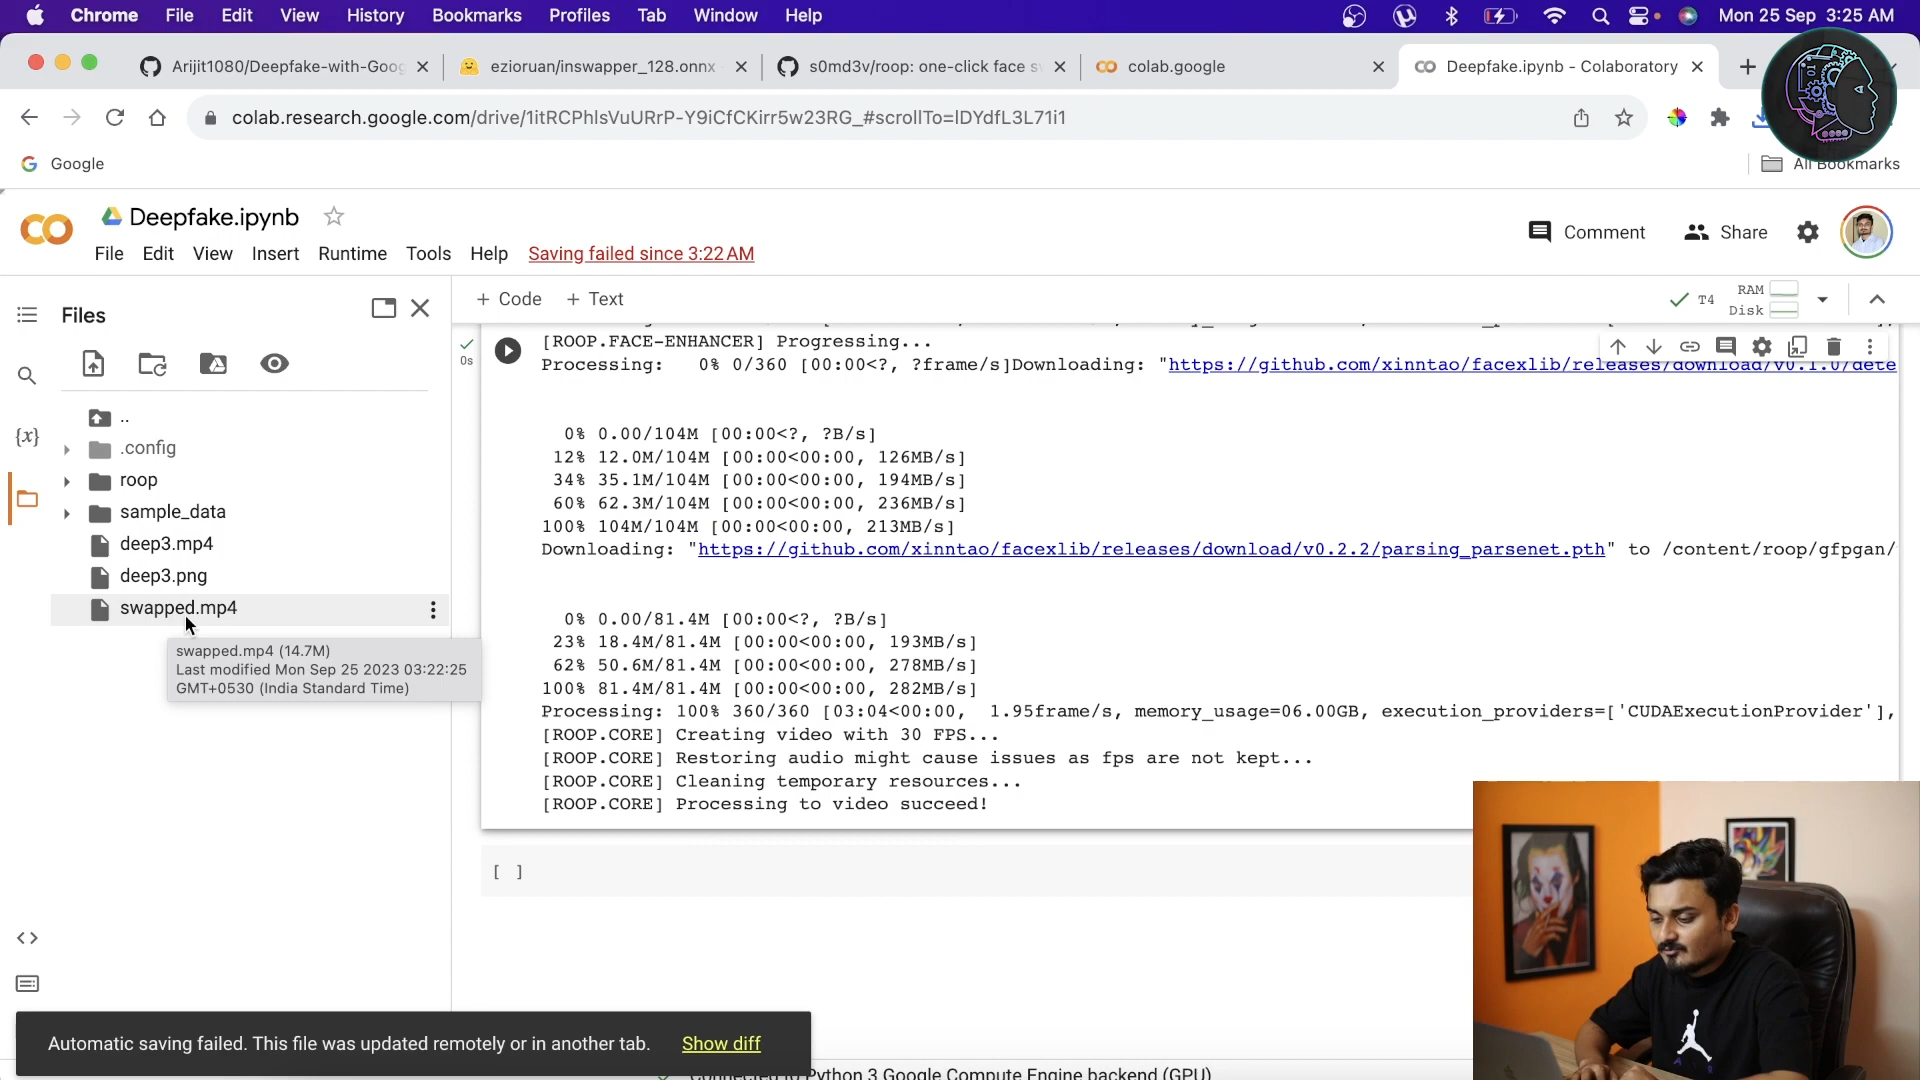 Chrome File Edit View History Bookmarks Profiles Tab Window Help Mon 25 Sep 3:25 AM
Arijit1080/Deepfake-with-Goog ezioruan/inswapper_128.onnx s0md3v/roop: one-click face sw colab.google Deepfake.ipynb - Colaboratory
colab.research.google.com/drive/1itRCPhlsVuURrP-Y9iCfCKirr5w23RG_#scrollTo=lDYdfL3L71i1
Google All Bookmarks
Deepfake.ipynb
Comment Share
File Edit View Insert Runtime Tools Help Saving failed since 3:22 AM
Files
+ Code + Text
T4 RAM
Disk
[ROOP.FACE-ENHANCER] Progressing...
0s
Processing: 0% 0/360 [00:00<?, ?frame/s]Downloading: "https://github.com/xinntao/facexlib/releases/download/v0.1.0/dete
..
.config
roop
sample_data
deep3.mp4
deep3.png
swapped.mp4
swapped.mp4 (14.7M)
Last modified Mon Sep 25 2023 03:22:25
GMT+0530 (India Standard Time)
0% 0.00/104M [00:00<?, ?B/s]
12% 12.0M/104M [00:00<00:00, 126MB/s]
34% 35.1M/104M [00:00<00:00, 194MB/s]
60% 62.3M/104M [00:00<00:00, 236MB/s]
100% 104M/104M [00:00<00:00, 213MB/s]
Downloading: "https://github.com/xinntao/facexlib/releases/download/v0.2.2/parsing_parsenet.pth" to /content/roop/gfpgan/
0% 0.00/81.4M [00:00<?, ?B/s]
23% 18.4M/81.4M [00:00<00:00, 193MB/s]
62% 50.6M/81.4M [00:00<00:00, 278MB/s]
100% 81.4M/81.4M [00:00<00:00, 282MB/s]
Processing: 100% 360/360 [03:04<00:00, 1.95frame/s, memory_usage=06.00GB, execution_providers=['CUDAExecutionProvider'],
[ROOP.CORE] Creating video with 30 FPS...
[ROOP.CORE] Restoring audio might cause issues as fps are not kept...
[ROOP.CORE] Cleaning temporary resources...
[ROOP.CORE] Processing to video succeed!
[ ]
Automatic saving failed. This file was updated remotely or in another tab. Show diff
Connected to Python 3 Google Compute Engine backend (GPU)